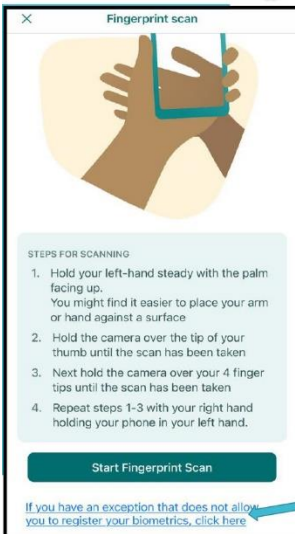 Fingerprint scan
STEPS FOR SCANNING
1. Hold your left-hand steady with the palm
facing up.
You might find it easier to place your arm
or hand against a surface
2. Hold the camera over the tip of your
thumb until the scan has been taken
3. Next hold the camera over your 4 finger
tips until the scan has been taken
4. Repeat steps 1-3 with your right hand
holding your phone in your left hand.
Start Fingerprint Scan
If you have an exception that does not allow
you to register your biometrics, click here